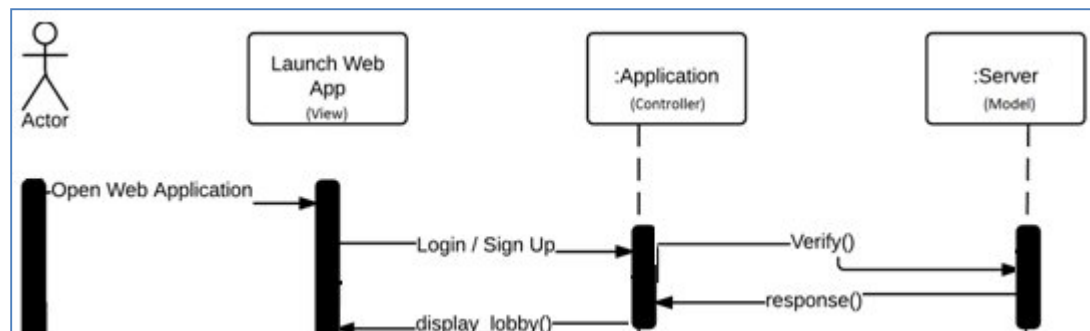 Launch Web
App
(View)
:Application
(Controller)
:Server
(Model)
Actor
Open Web Application
Login / Sign Up
Verify()
response()
display_lobby()